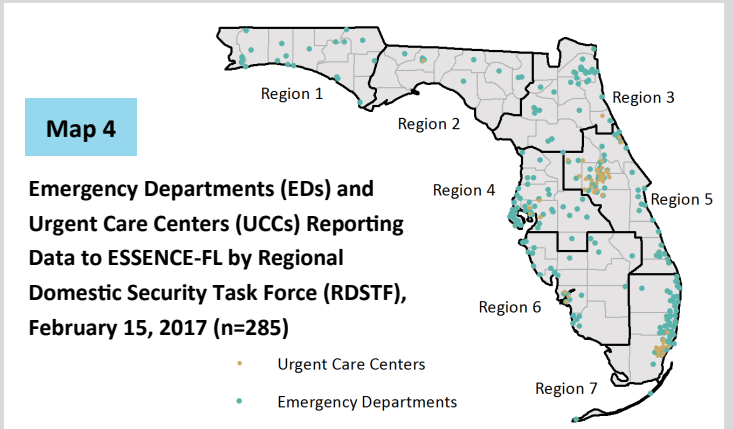 Map 4
Emergency Departments (EDs) and
Urgent Care Centers (UCCs) Reporting
Data to ESSENCE-FL by Regional
Domestic Security Task Force (RDSTF),
February 15, 2017 (n=285)
Region 1
Region 2
Region 3
Region 4
Region 5
Region 6
Region 7
Urgent Care Centers
Emergency Departments